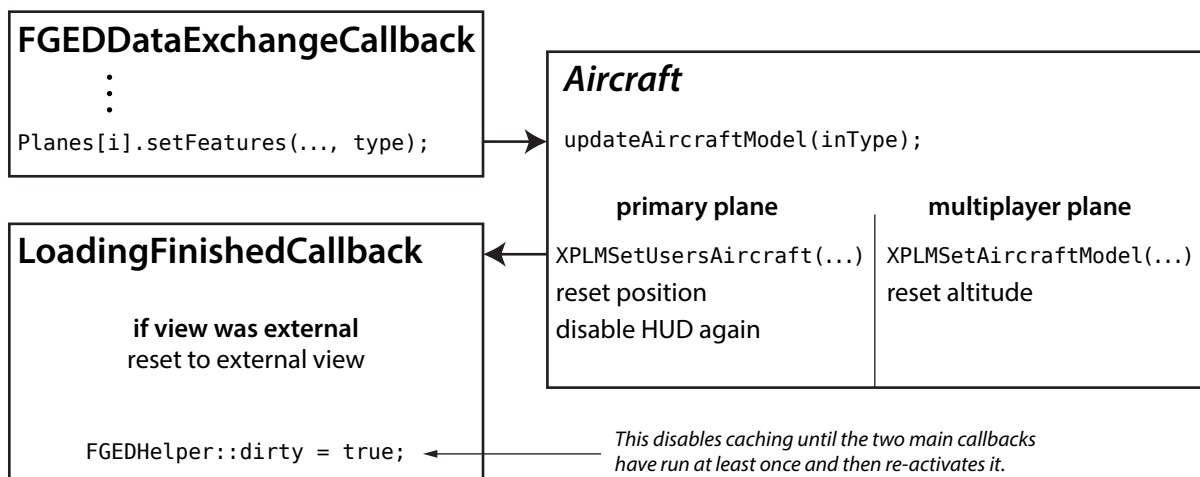 FGEDDataExchangeCallback
⋮
Planes[i].setFeatures(…, type);
Aircraft
updateAircraftModel(inType);
primary plane
XPLMSetUsersAircraft(…)
reset position
disable HUD again
multiplayer plane
XPLMSetAircraftModel(…)
reset altitude
LoadingFinishedCallback
if view was external
reset to external view
FGEDHelper::dirty = true;
This disables caching until the two main callbacks
have run at least once and then re-activates it.